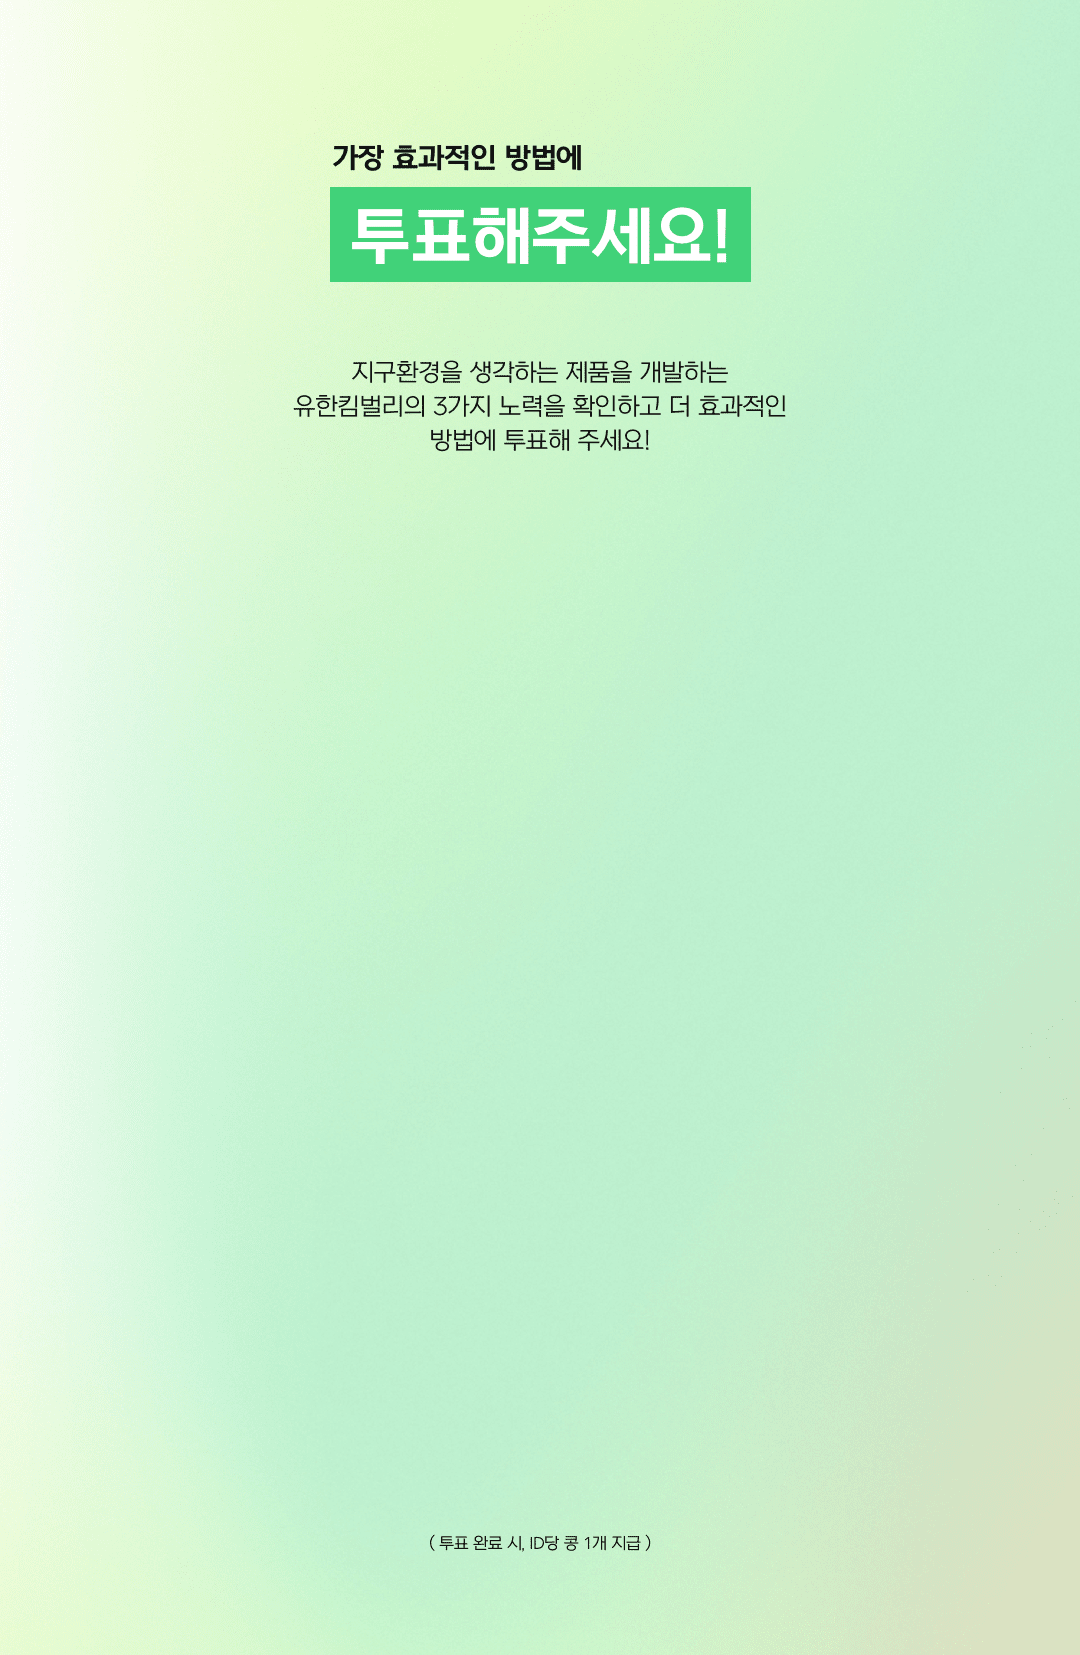 가장 효과적인 방법에
투표해주세요!
지구환경을 생각하는 제품을 개발하는
유한킴벌리의 3가지 노력을 확인하고 더 효과적인
방법에 투표해 주세요!
( 투표 완료 시, ID당 콩 1개 지급 )